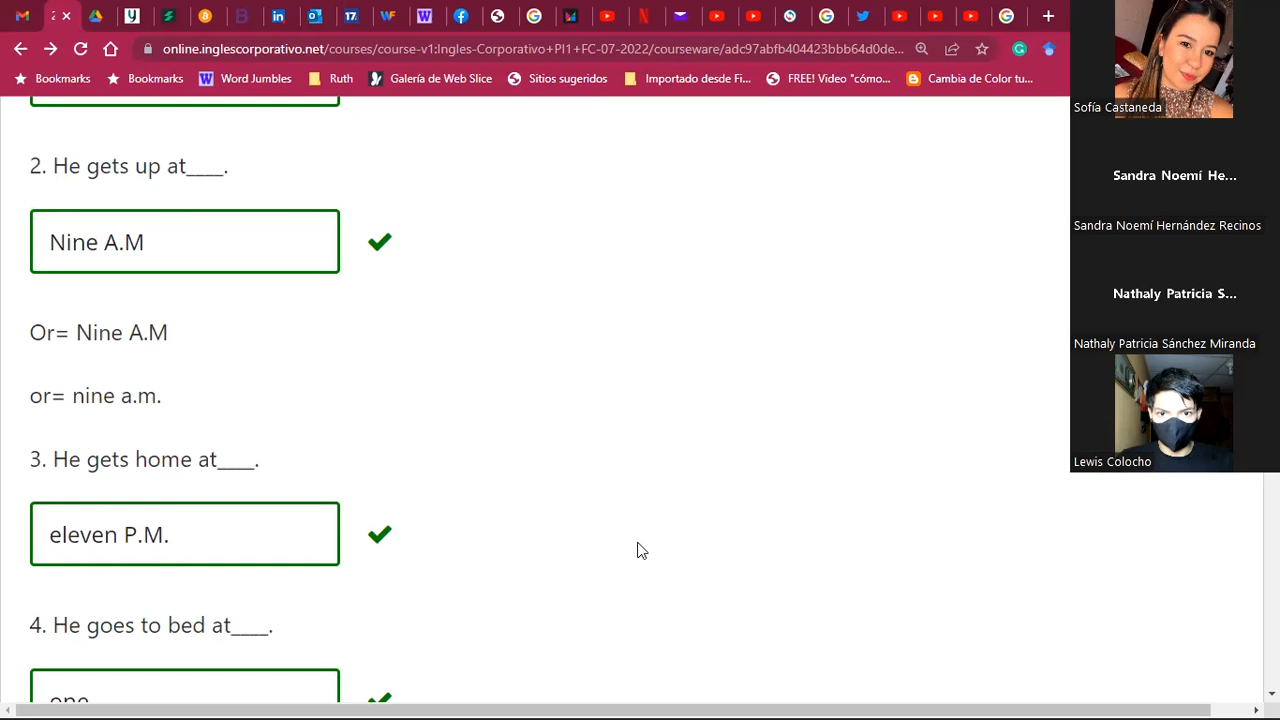 17.
online.inglescorporativo.net/courses/course-v1:Ingles-Corporativo+PI1+FC-07-2022/courseware/adc97abfb404423bbb64d0de...
Bookmarks Bookmarks Word Jumbles Ruth Galería de Web Slice Sitios sugeridos Importado desde Fi... FREE! Video "cómo... Cambia de Color tu...
2. He gets up at____.
Nine A.M
Or= Nine A.M
or= nine a.m.
3. He gets home at____.
eleven P.M.
4. He goes to bed at____.
one
Sofía Castaneda
Sandra Noemí He...
Sandra Noemí Hernández Recinos
Nathaly Patricia S...
Nathaly Patricia Sánchez Miranda
Lewis Colocho